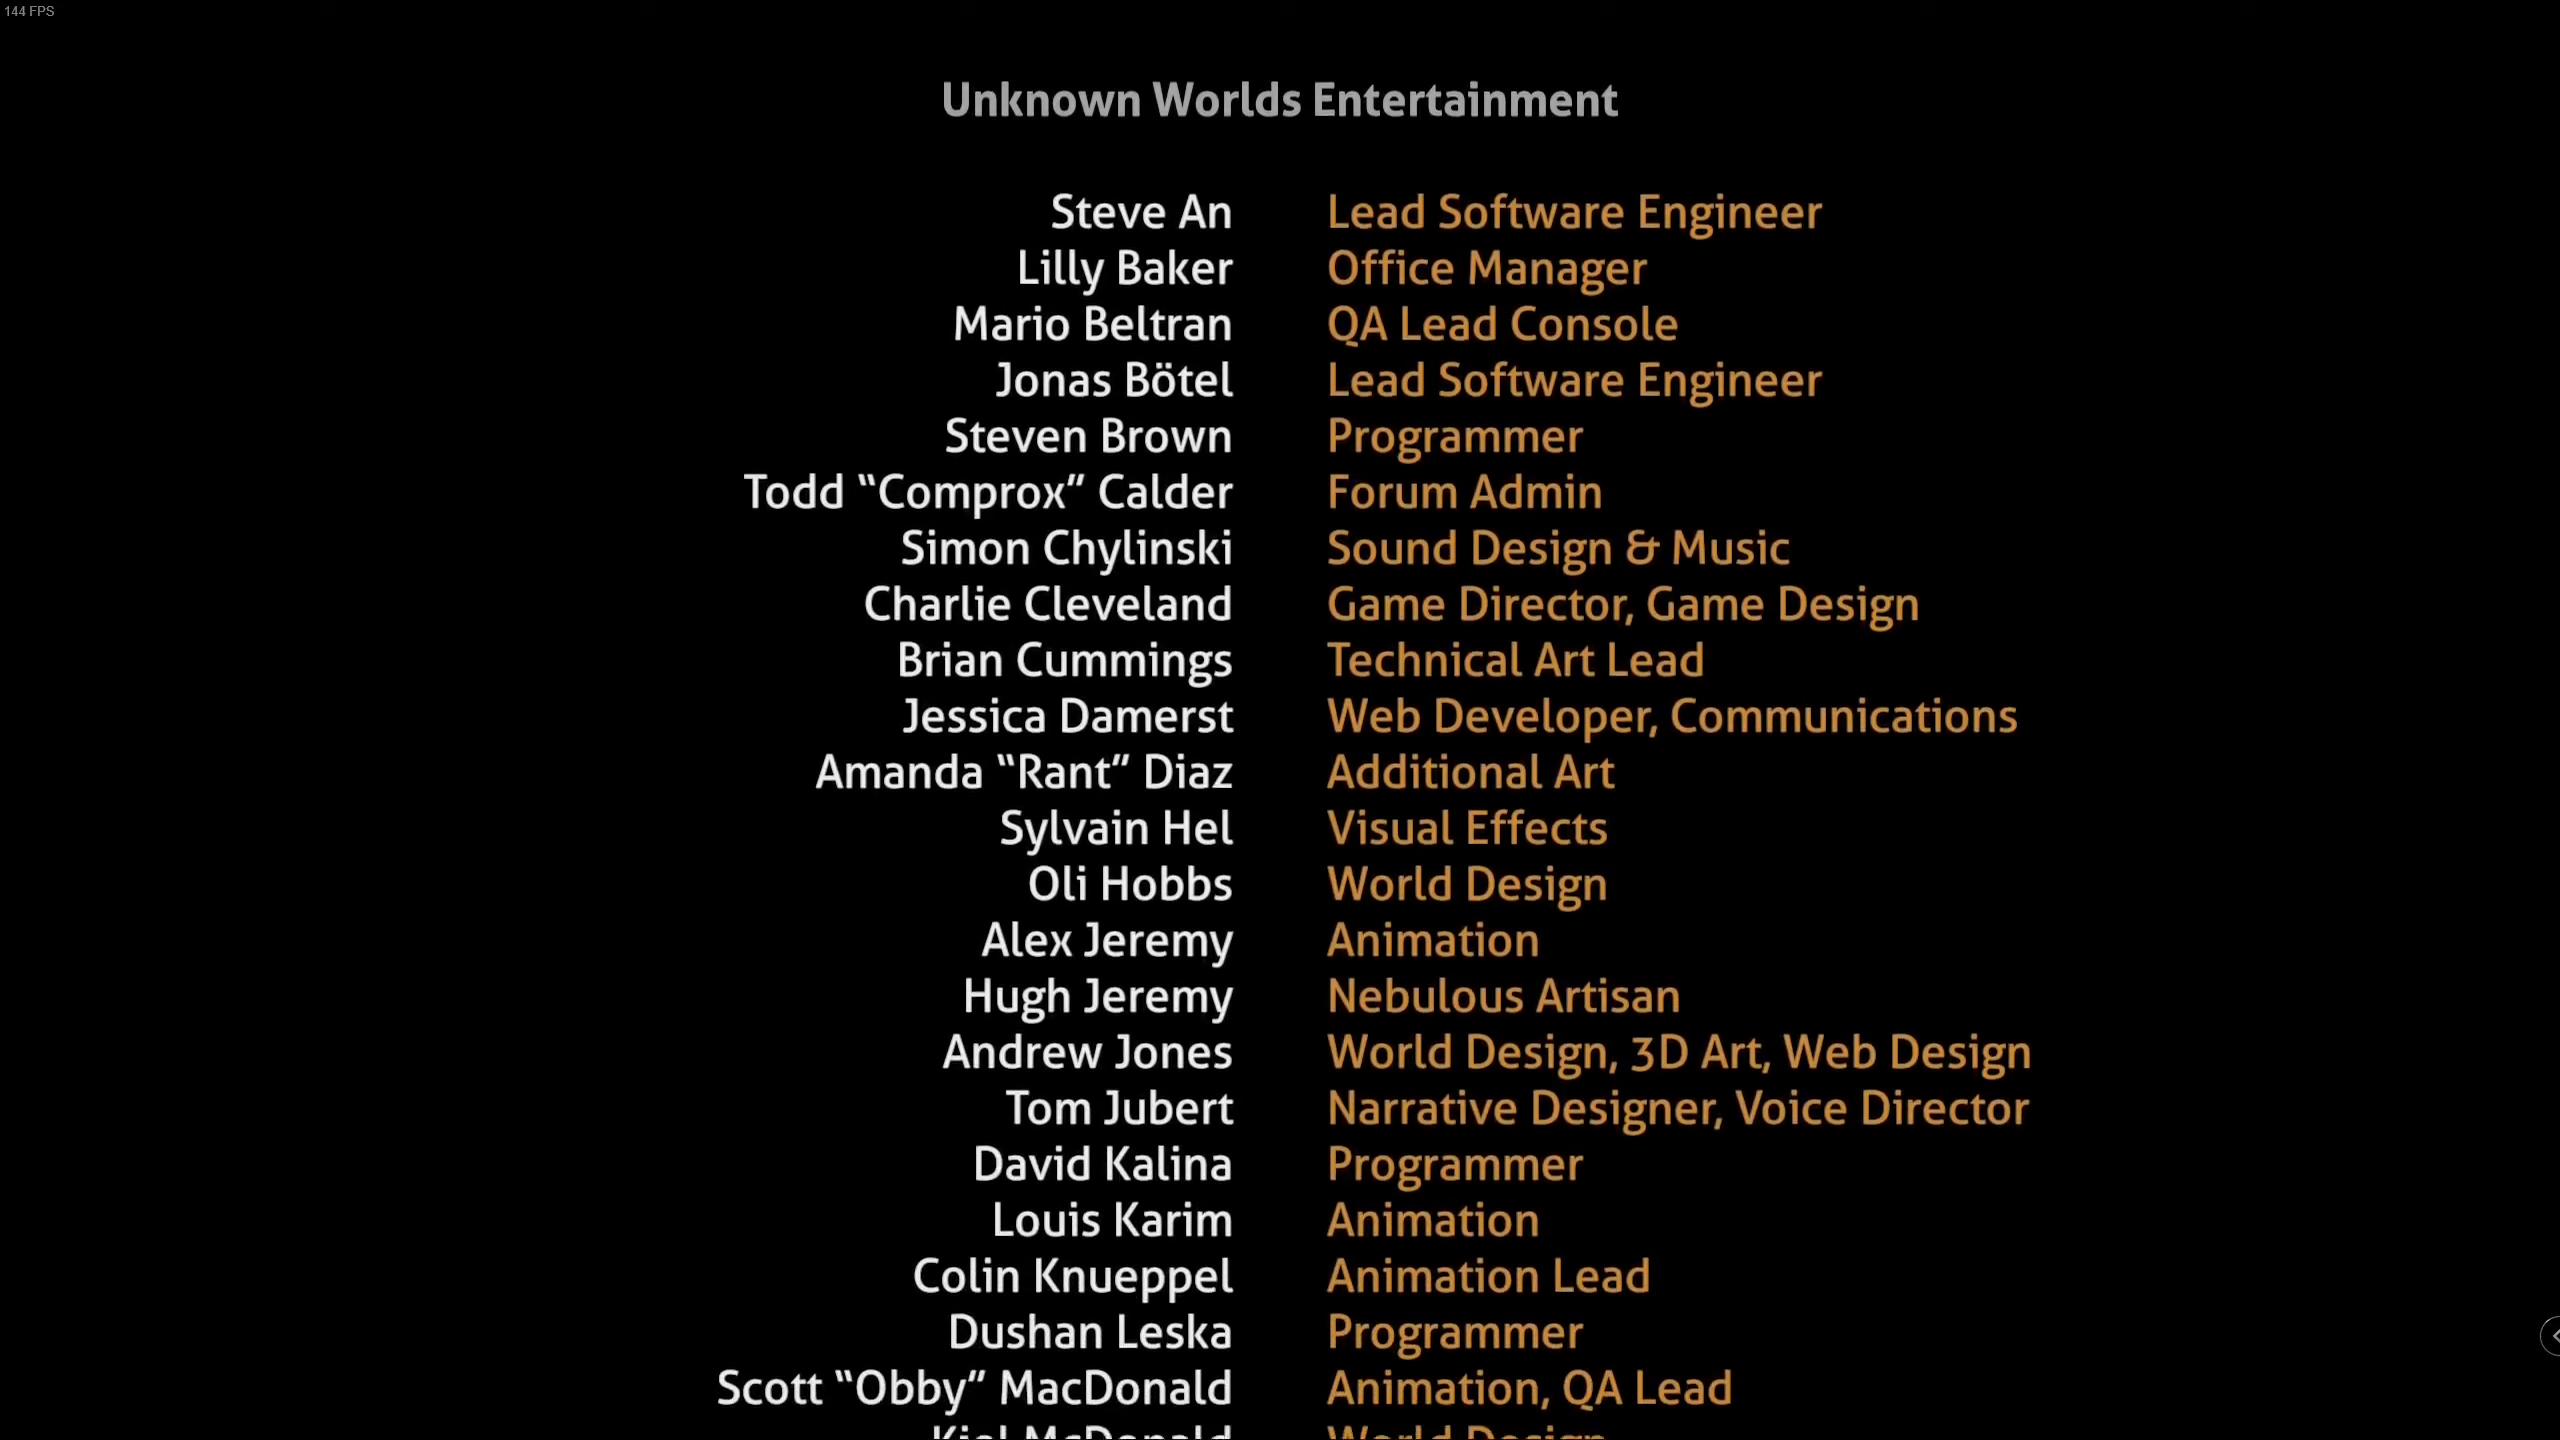 144 FPS
Unknown Worlds Entertainment
Steve An Lead Software Engineer
Lilly Baker Office Manager
Mario Beltran QA Lead Console
Jonas Bötel Lead Software Engineer
Steven Brown Programmer
Todd “Comprox” Calder Forum Admin
Simon Chylinski Sound Design & Music
Charlie Cleveland Game Director, Game Design
Brian Cummings Technical Art Lead
Jessica Damerst Web Developer, Communications
Amanda “Rant” Diaz Additional Art
Sylvain Hel Visual Effects
Oli Hobbs World Design
Alex Jeremy Animation
Hugh Jeremy Nebulous Artisan
Andrew Jones World Design, 3D Art, Web Design
Tom Jubert Narrative Designer, Voice Director
David Kalina Programmer
Louis Karim Animation
Colin Knueppel Animation Lead
Dushan Leska Programmer
Scott “Obby” MacDonald Animation, QA Lead
McDonald World Design